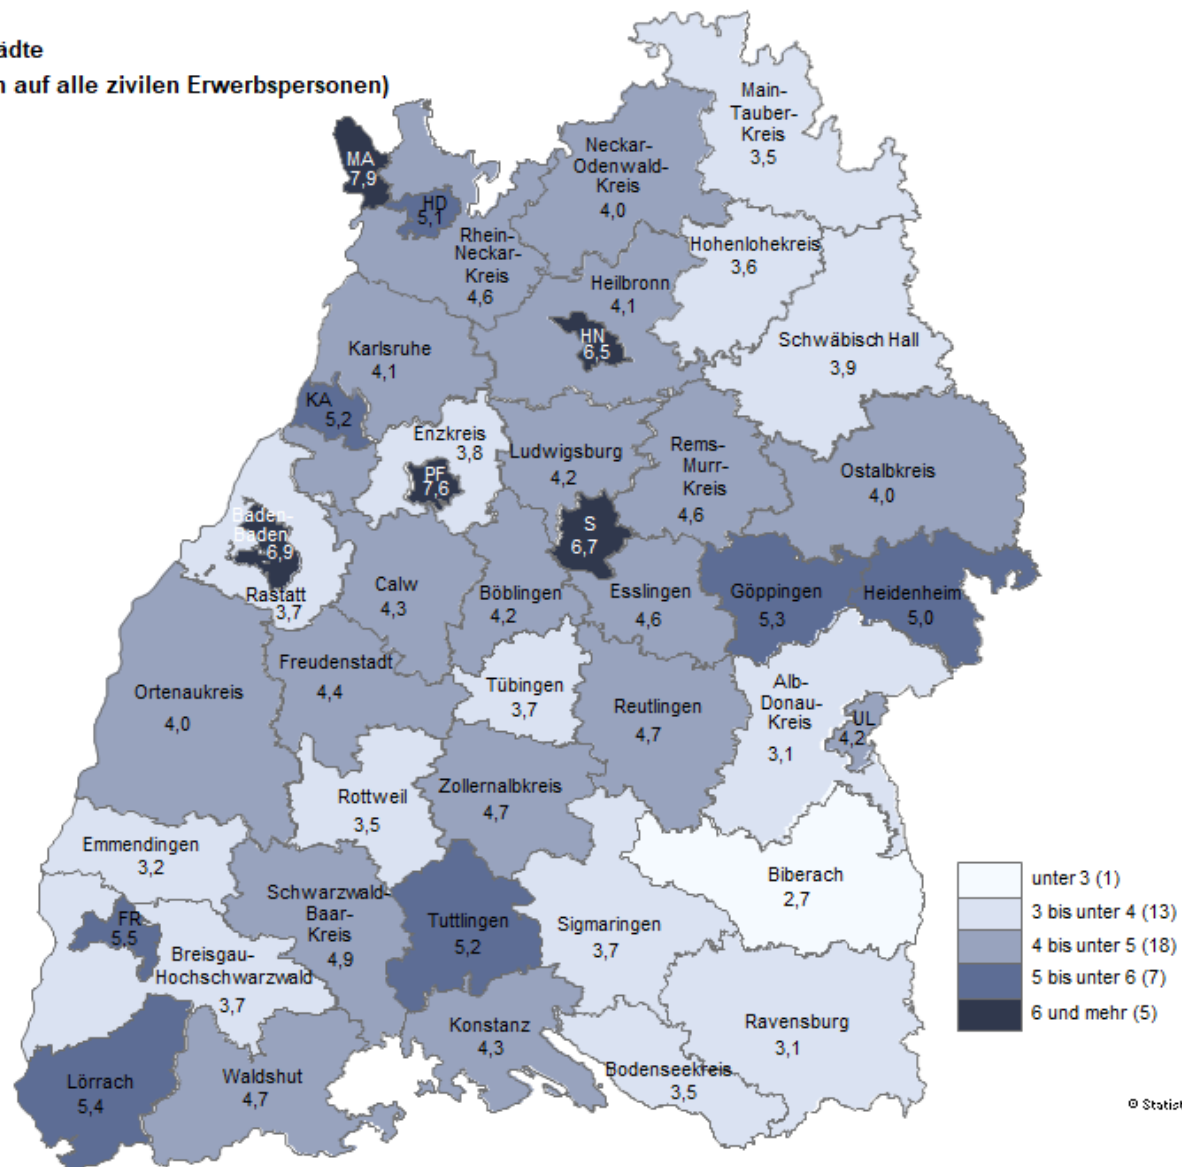 ädte
n auf alle zivilen Erwerbspersonen)
Main-
Tauber-
Kreis
3,5
Neckar-
Odenwald-
Kreis
4,0
MA
7,9
HD
5,1
Rhein-
Neckar-
Kreis
4,6
Hohenlohekreis
3,6
Heilbronn
4,1
HN
6,5
Schwäbisch Hall
3,9
Karlsruhe
4,1
KA
5,2
Enzkreis
3,8
PF
7,6
Ludwigsburg
4,2
Rems-
Murr-
Kreis
4,6
Ostalbkreis
4,0
Baden-
Baden
6,9
Rastatt
3,7
S
6,7
Calw
4,3
Böblingen
4,2
Esslingen
4,6
Göppingen
5,3
Heidenheim
5,0
Ortenaukreis
4,0
Freudenstadt
4,4
Tübingen
3,7
Reutlingen
4,7
Alb-
Donau-
Kreis
3,1
UL
4,2
Rottweil
3,5
Zollernalbkreis
4,7
Emmendingen
3,2
Biberach
2,7
FR
5,5
Breisgau-
Hochschwarzwald
3,7
Schwarzwald-
Baar-
Kreis
4,9
Tuttlingen
5,2
Sigmaringen
3,7
Konstanz
4,3
Ravensburg
3,1
Bodenseekreis
3,5
Lörrach
5,4
Waldshut
4,7
unter 3 (1)
3 bis unter 4 (13)
4 bis unter 5 (18)
5 bis unter 6 (7)
6 und mehr (5)
© Statist